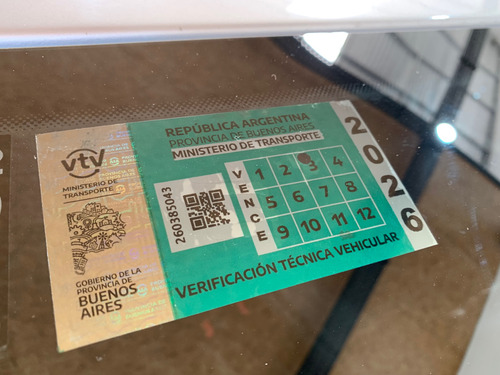 vtv
MINISTERIO DE
TRANSPORTE
GOBIERNO DE LA
PROVINCIA DE
BUENOS
AIRES
REPÚBLICA ARGENTINA
PROVINCIA DE BUENOS AIRES
MINISTERIO DE TRANSPORTE
260385043
VENCE
1 2 3 4
5 6 7 8
9 10 11 12
2026
VERIFICACIÓN TÉCNICA VEHICULAR